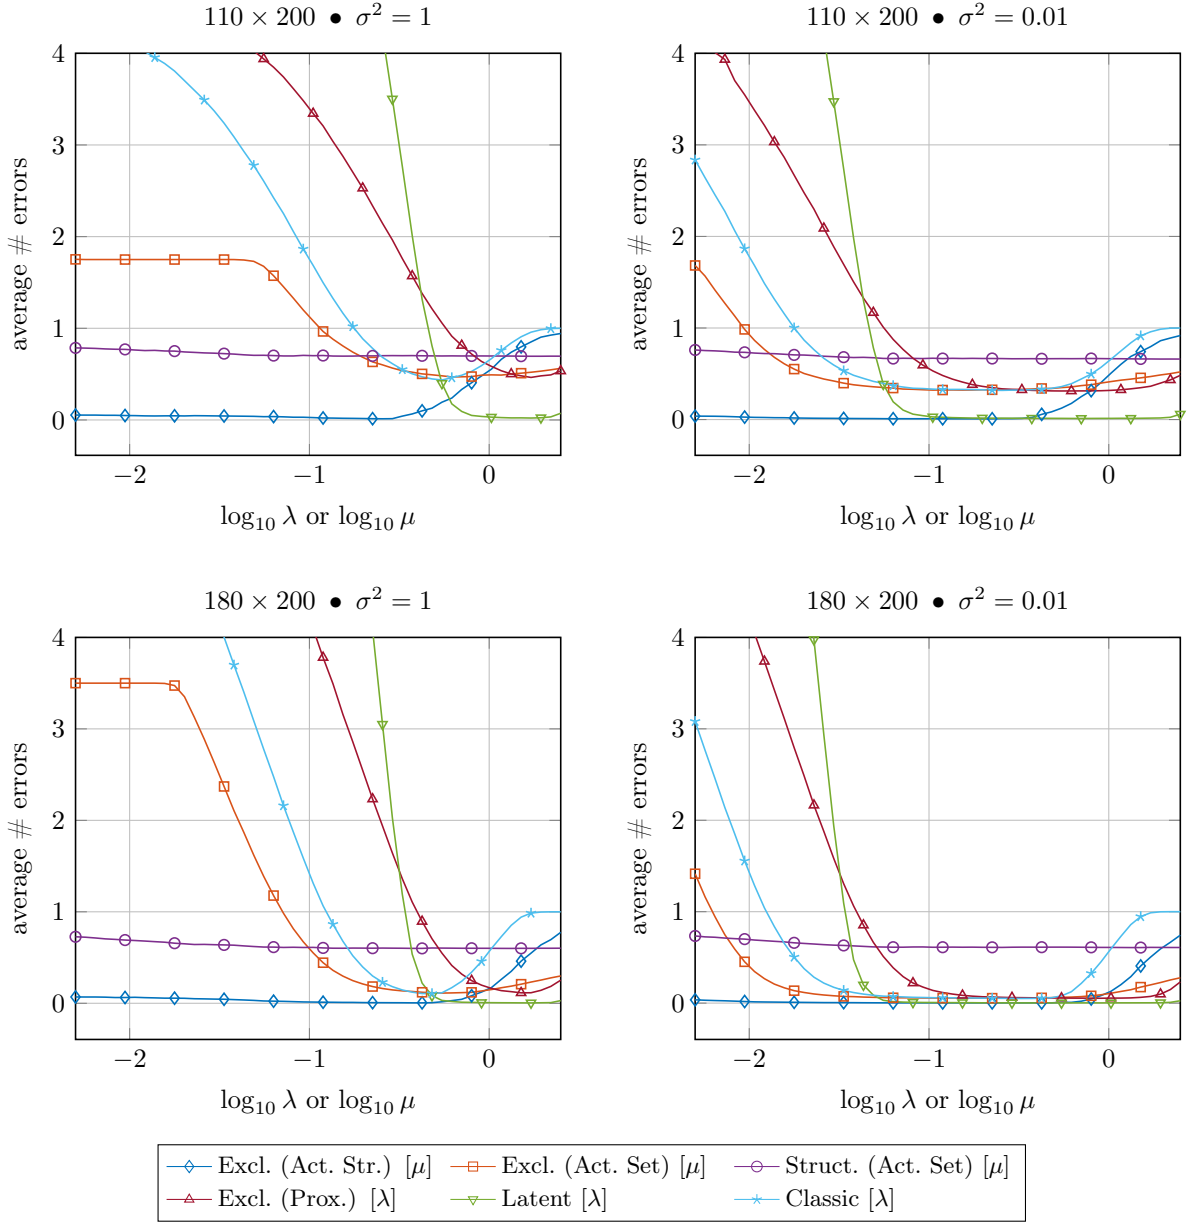 110 × 200 • σ² = 1
110 × 200 • σ² = 0.01
4
3
2
1
0
average # errors
−2 −1 0
log₁₀ λ or log₁₀ μ
4
3
2
1
0
average # errors
−2 −1 0
log₁₀ λ or log₁₀ μ
180 × 200 • σ² = 1
180 × 200 • σ² = 0.01
4
3
2
1
0
average # errors
−2 −1 0
log₁₀ λ or log₁₀ μ
4
3
2
1
0
average # errors
−2 −1 0
log₁₀ λ or log₁₀ μ
Excl. (Act. Str.) [μ] Excl. (Act. Set) [μ] Struct. (Act. Set) [μ]
Excl. (Prox.) [λ] Latent [λ] Classic [λ]